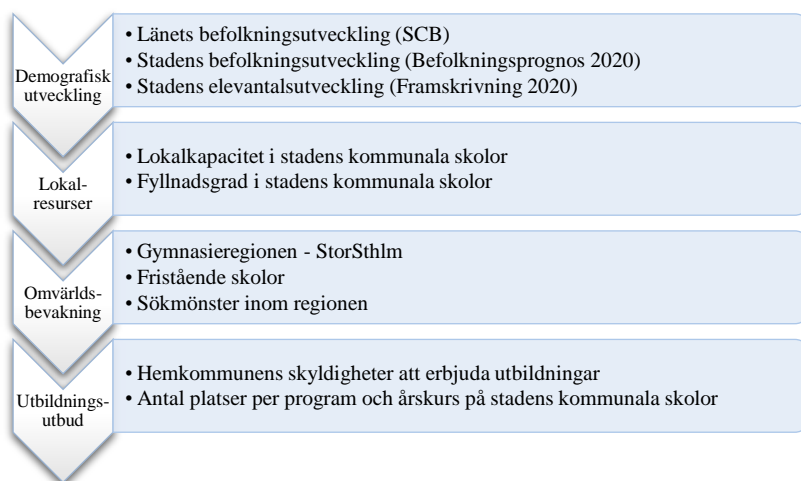 Demografisk
utveckling
• Länets befolkningsutveckling (SCB)
• Stadens befolkningsutveckling (Befolkningsprognos 2020)
• Stadens elevantalsutveckling (Framskrivning 2020)
Lokal-
resurser
• Lokalkapacitet i stadens kommunala skolor
• Fyllnadsgrad i stadens kommunala skolor
Omvärlds-
bevakning
• Gymnasieregionen - StorSthlm
• Fristående skolor
• Sökmönster inom regionen
Utbildnings-
utbud
• Hemkommunens skyldigheter att erbjuda utbildningar
• Antal platser per program och årskurs på stadens kommunala skolor